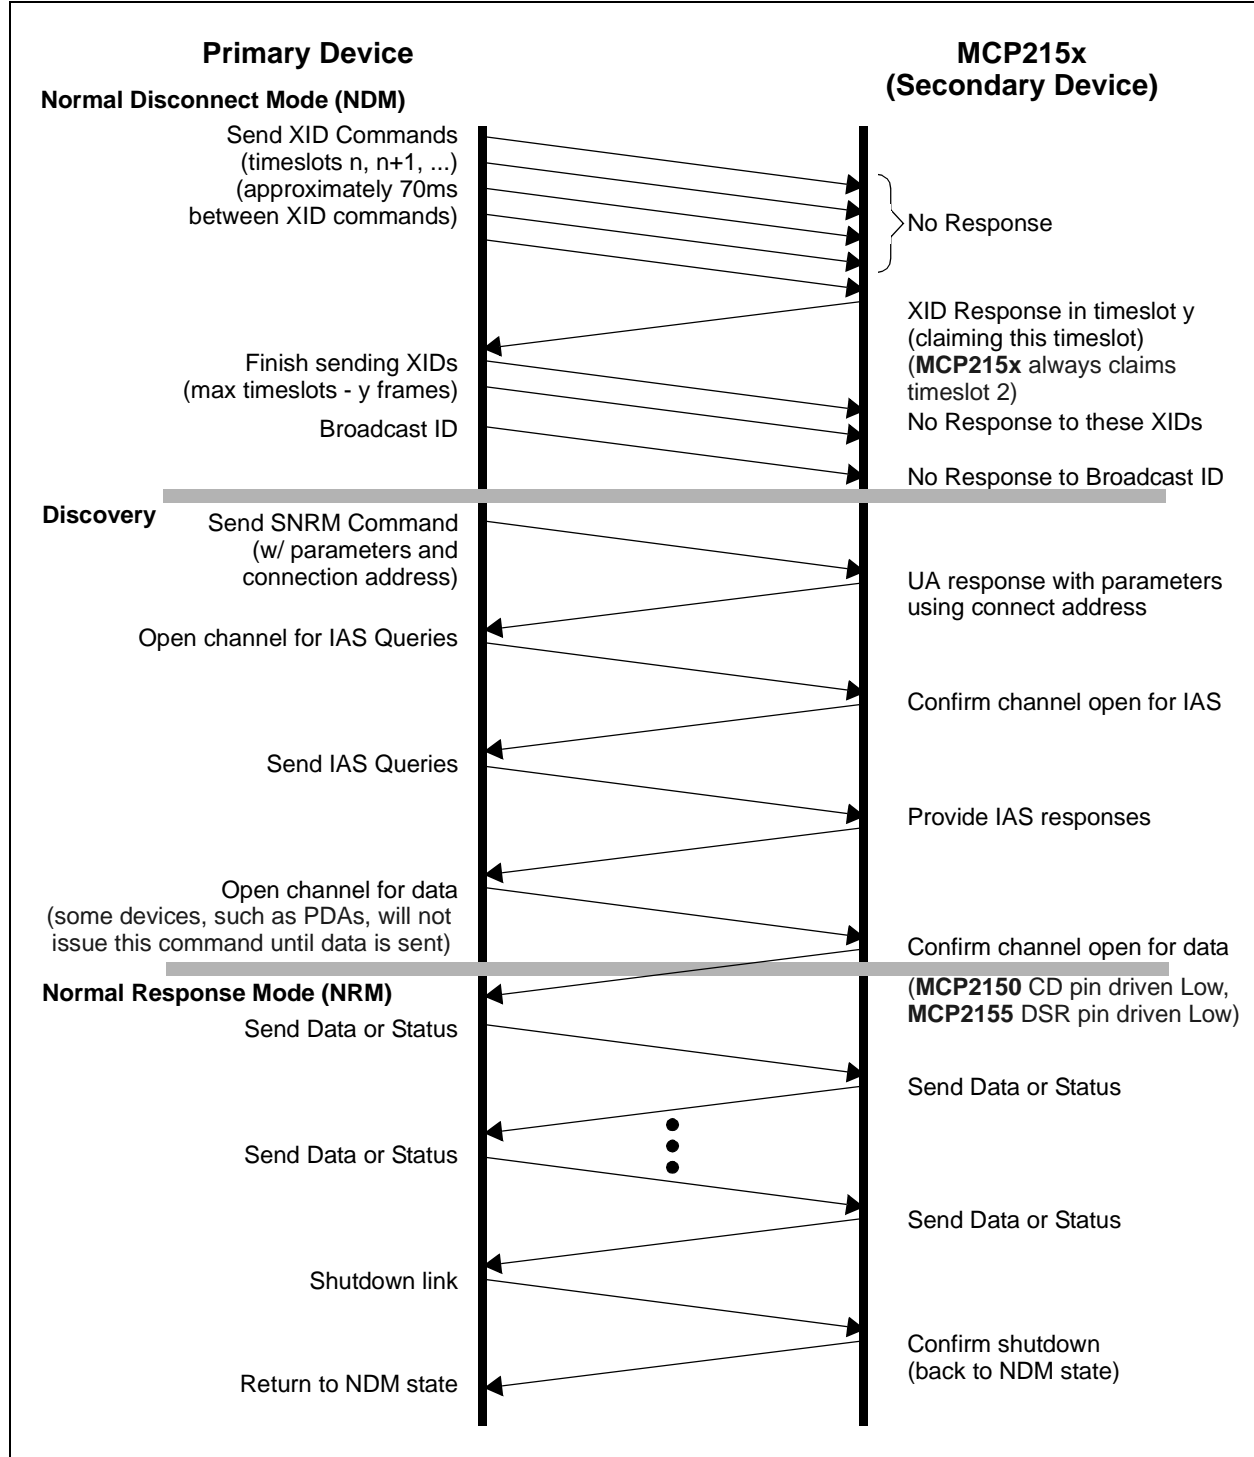 Primary Device
MCP215x
(Secondary Device)
Normal Disconnect Mode (NDM)
Send XID Commands
(timeslots n, n+1, ...)
(approximately 70ms
between XID commands)
No Response
XID Response in timeslot y
(claiming this timeslot)
(MCP215x always claims
timeslot 2)
Finish sending XIDs
(max timeslots - y frames)
No Response to these XIDs
Broadcast ID
No Response to Broadcast ID
Discovery
Send SNRM Command
(w/ parameters and
connection address)
UA response with parameters
using connect address
Open channel for IAS Queries
Confirm channel open for IAS
Send IAS Queries
Provide IAS responses
Open channel for data
(some devices, such as PDAs, will not
issue this command until data is sent)
Confirm channel open for data
(MCP2150 CD pin driven Low,
MCP2155 DSR pin driven Low)
Normal Response Mode (NRM)
Send Data or Status
Send Data or Status
Send Data or Status
Send Data or Status
Shutdown link
Confirm shutdown
(back to NDM state)
Return to NDM state